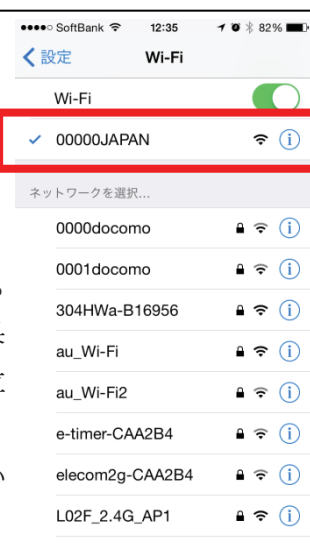 SoftBank 12:35 82%
設定 Wi-Fi
Wi-Fi
00000JAPAN
ネットワークを選択...
0000docomo
0001docomo
304HWa-B16956
au_Wi-Fi
au_Wi-Fi2
e-timer-CAA2B4
elecom2g-CAA2B4
L02F_2.4G_AP1